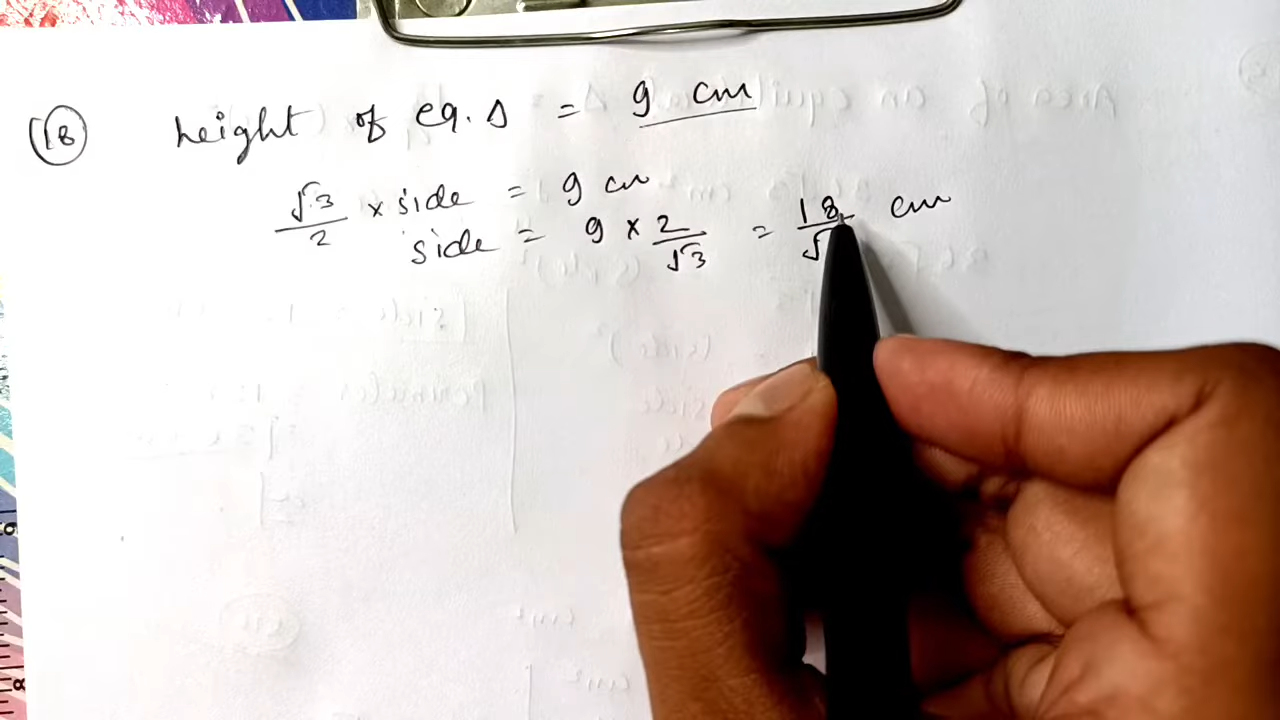 18 height of eq. Δ = 9 cm
√3/2 × side = 9 cm
side = 9 × 2/√3 = 18/√ cm